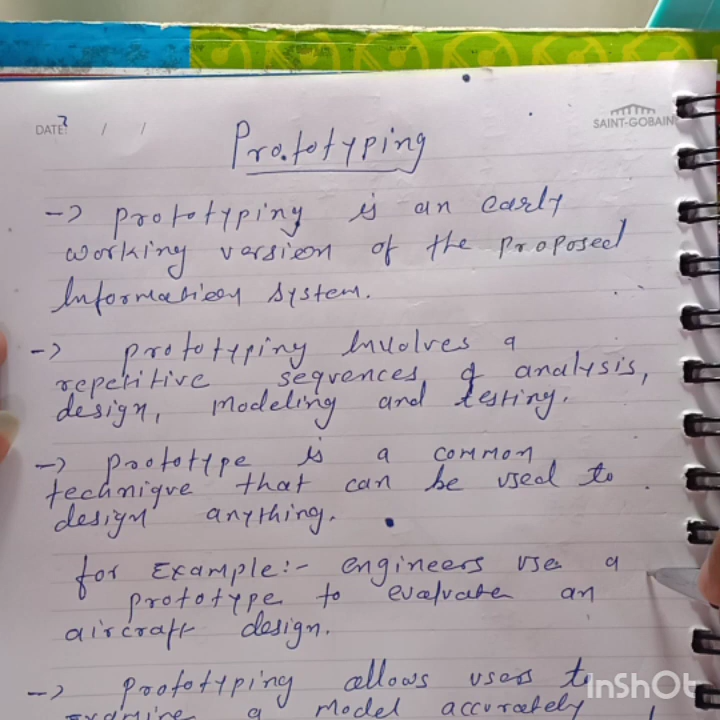 DATE: / /
SAINT-GOBAIN
Prototyping
-> prototyping is an early
working version of the proposed
Information system.
-> prototyping Involves a
repetitive sequences of analysis,
design, modeling and testing.
-> prototype is a common
technique that can be used to
design anything.
for Example:- engineers use a
prototype to evaluate an
aircraft design.
-> prototyping allows users to
examine a model accurately
InShOt